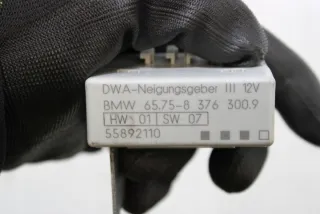 DWA-Neigungsgeber III 12V
BMW 65.75-8 376 300.9
HW 01 SW 07
55892110